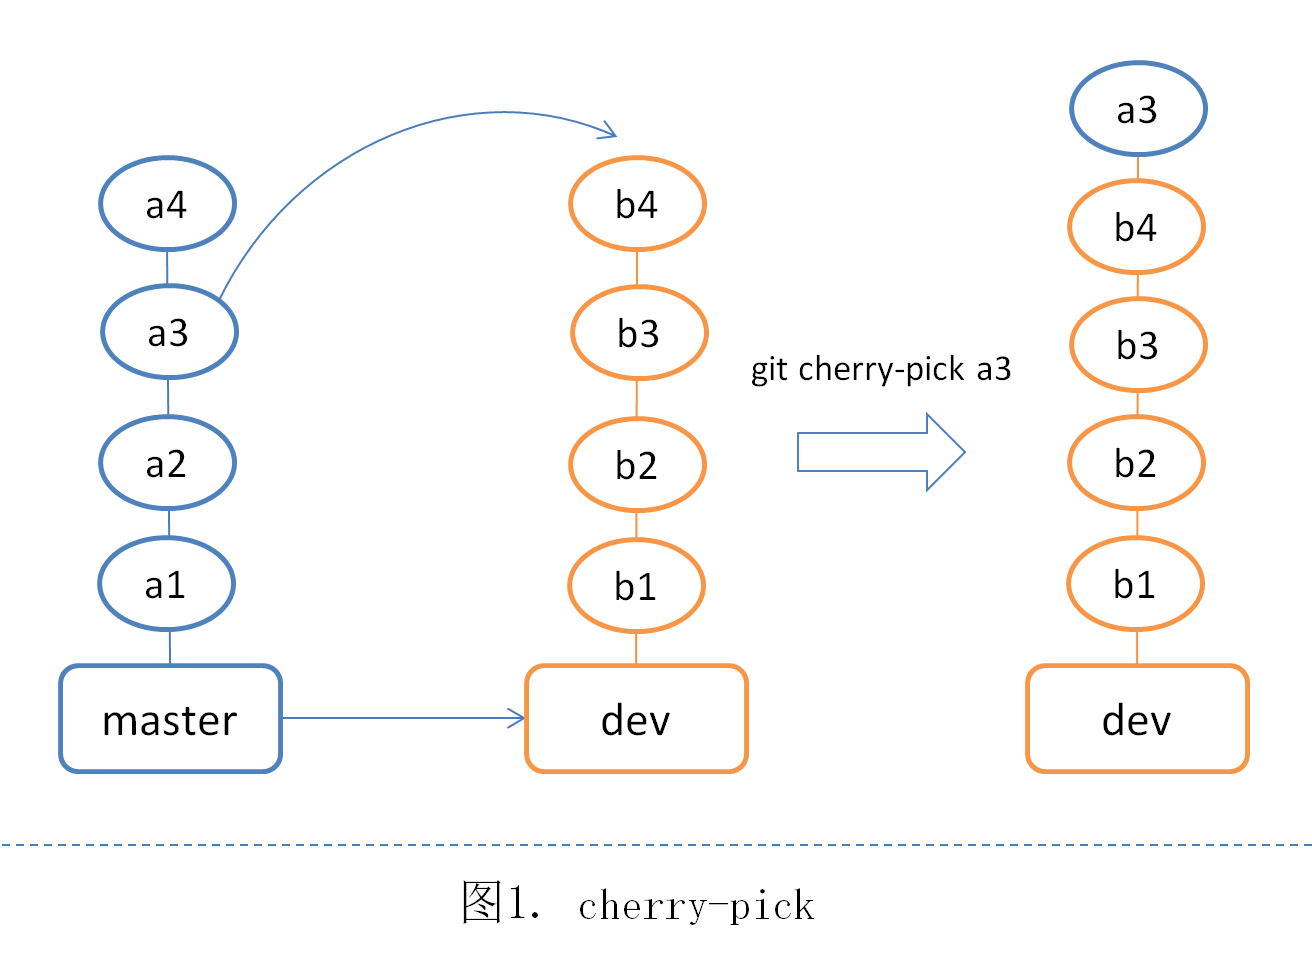 a4
a3
a2
a1
master
b4
b3
b2
b1
dev
git cherry-pick a3
a3
b4
b3
b2
b1
dev
图1. cherry-pick